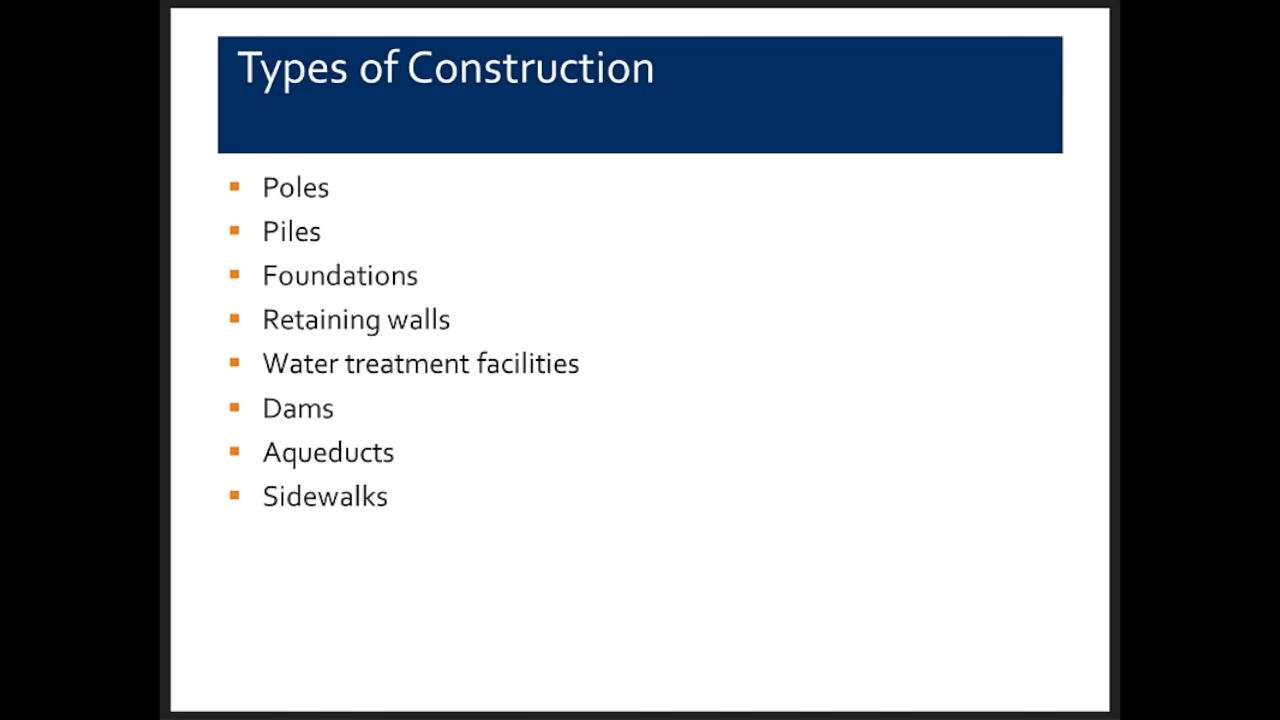 Types of Construction
Poles
Piles
Foundations
Retaining walls
Water treatment facilities
Dams
Aqueducts
Sidewalks